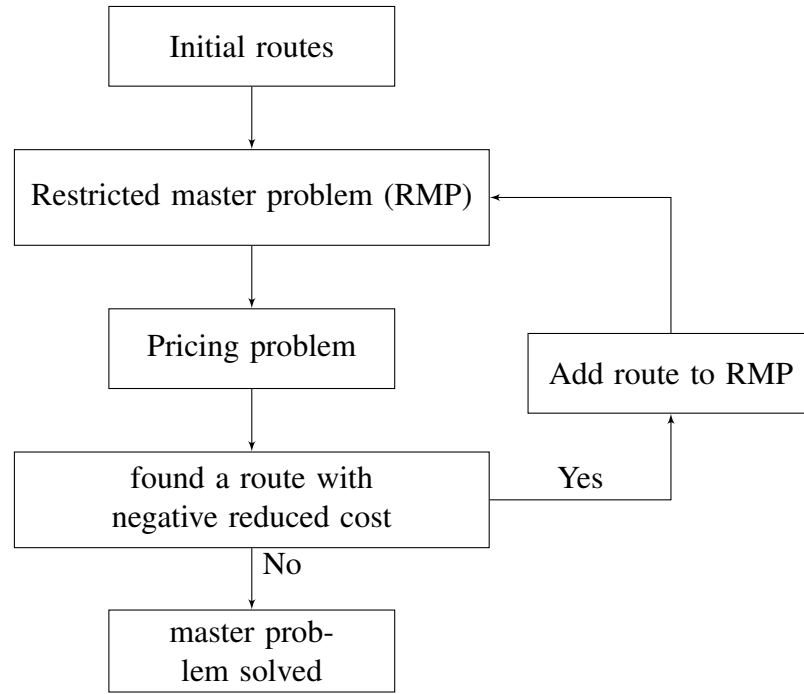 Initial routes
Restricted master problem (RMP)
Pricing problem
Add route to RMP
found a route with
negative reduced cost
Yes
No
master prob-
lem solved